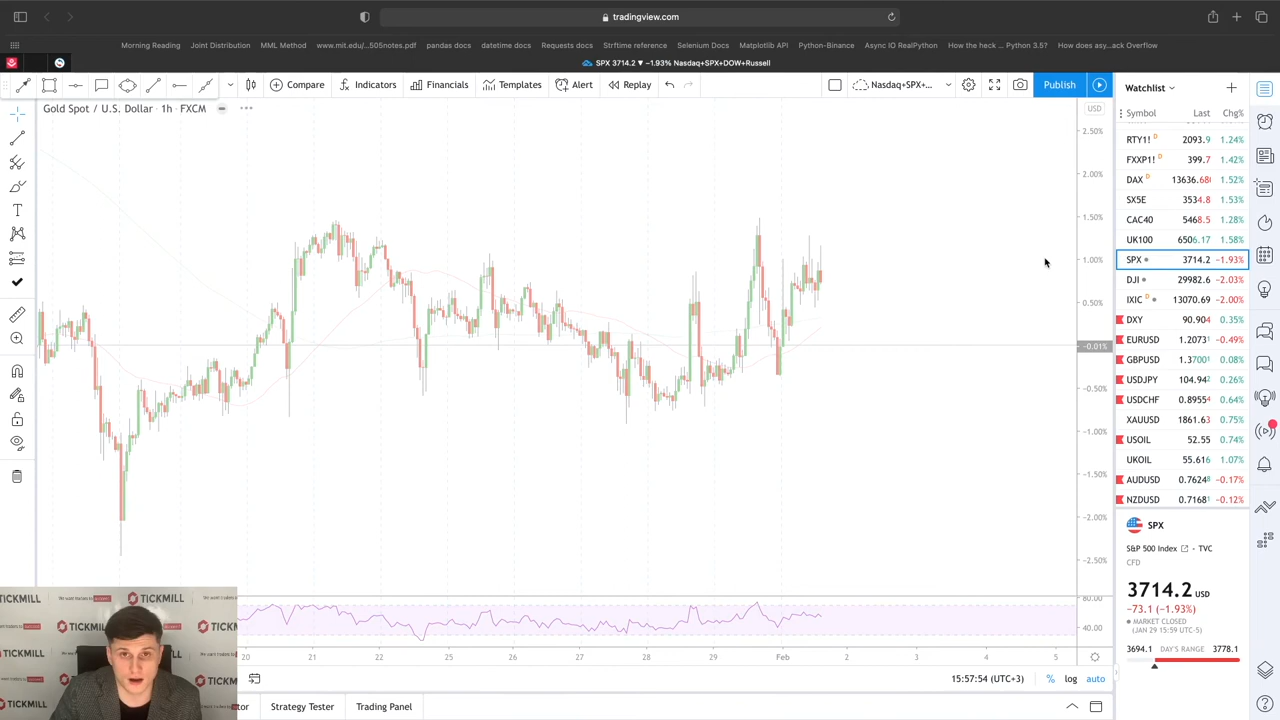 tradingview.com
Morning Reading Joint Distribution MML Method www.mit.edu/...505notes.pdf pandas docs datetime docs Requests docs Strftime reference Selenium Docs Matplotlib API Python-Binance Async IO RealPython How the heck ... Python 3.5? How does asy...ack Overflow
SPX 3714.2 ▼ −1.93% Nasdaq+SPX+DOW+Russell
Compare Indicators Financials Templates Alert Replay Nasdaq+SPX+... Publish Watchlist
Gold Spot / U.S. Dollar · 1h · FXCM
USD
Symbol Last Chg%
RTY1! D 2093.9 1.24%
FXXP1! D 399.7 1.42%
DAX D 13636.68 1.52%
SX5E 3534.8 1.53%
CAC40 5468.5 1.28%
UK100 6506.17 1.58%
SPX 3714.2 −1.93%
DJI 29982.6 −2.03%
IXIC D 13070.69 −2.00%
DXY 90.904 0.35%
EURUSD 1.2073 −0.49%
GBPUSD 1.3700 0.08%
USDJPY 104.94² 0.26%
USDCHF 0.8955⁴ 0.64%
XAUUSD 1861.63 0.75%
USOIL 52.55 0.74%
UKOIL 55.616 1.07%
AUDUSD 0.7624⁸ −0.17%
NZDUSD 0.7168¹ −0.12%
2.50%
2.00%
1.50%
1.00%
0.50%
−0.01%
−0.50%
−1.00%
−1.50%
−2.00%
−2.50%
80.00
40.00
SPX
S&P 500 Index - TVC
CFD
3714.2 USD
−73.1 (−1.93%)
MARKET CLOSED
(JAN 29 15:59 UTC-5)
3694.1 DAY'S RANGE 3778.1
20 21 22 25 26 27 28 29 Feb 2 3 4 5
15:57:54 (UTC+3) % log auto
tor Strategy Tester Trading Panel
TICKMILL
TICKMILL
TICKMILL